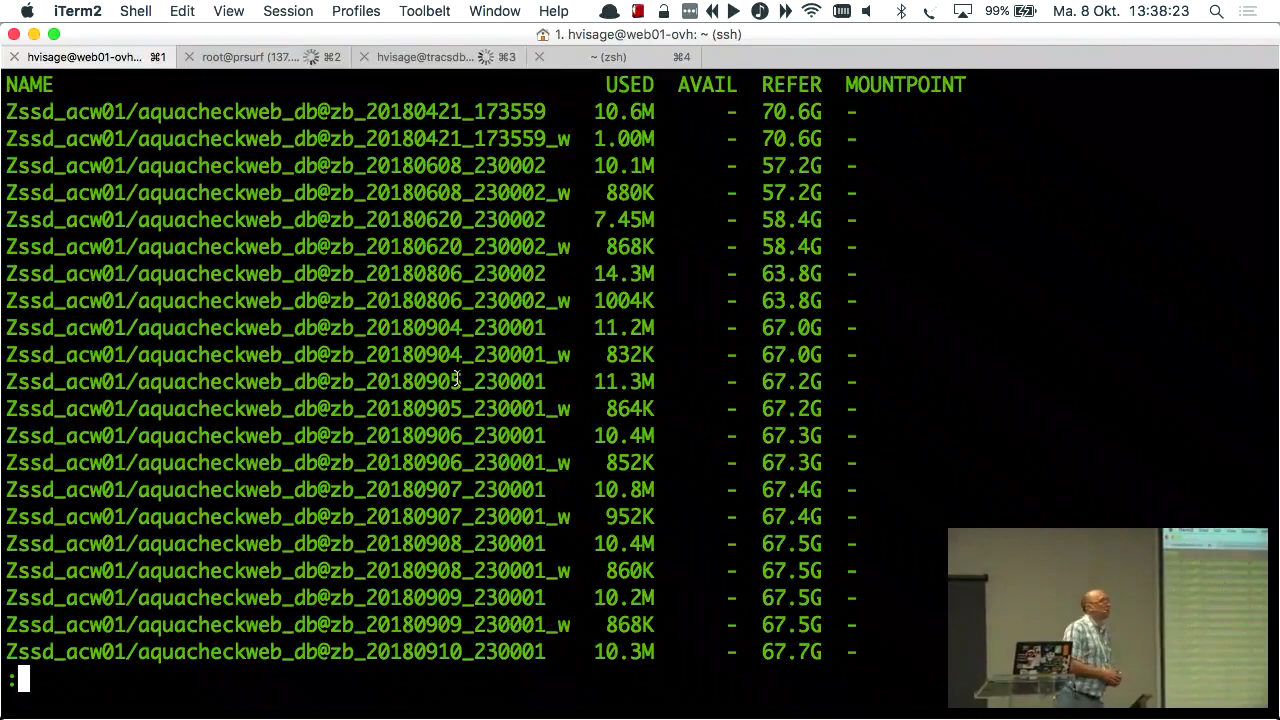 iTerm2 Shell Edit View Session Profiles Toolbelt Window Help 99% Ma. 8 Okt. 13:38:23
1. hvisage@web01-ovh: ~ (ssh)
hvisage@web01-ovh... ⌘1 root@prsurf (137.... ⌘2 hvisage@tracsdb... ⌘3 ~ (zsh) ⌘4
NAME USED AVAIL REFER MOUNTPOINT
Zssd_acw01/aquacheckweb_db@zb_20180421_173559 10.6M - 70.6G -
Zssd_acw01/aquacheckweb_db@zb_20180421_173559_w 1.00M - 70.6G -
Zssd_acw01/aquacheckweb_db@zb_20180608_230002 10.1M - 57.2G -
Zssd_acw01/aquacheckweb_db@zb_20180608_230002_w 880K - 57.2G -
Zssd_acw01/aquacheckweb_db@zb_20180620_230002 7.45M - 58.4G -
Zssd_acw01/aquacheckweb_db@zb_20180620_230002_w 868K - 58.4G -
Zssd_acw01/aquacheckweb_db@zb_20180806_230002 14.3M - 63.8G -
Zssd_acw01/aquacheckweb_db@zb_20180806_230002_w 1004K - 63.8G -
Zssd_acw01/aquacheckweb_db@zb_20180904_230001 11.2M - 67.0G -
Zssd_acw01/aquacheckweb_db@zb_20180904_230001_w 832K - 67.0G -
Zssd_acw01/aquacheckweb_db@zb_20180905_230001 11.3M - 67.2G -
Zssd_acw01/aquacheckweb_db@zb_20180905_230001_w 864K - 67.2G -
Zssd_acw01/aquacheckweb_db@zb_20180906_230001 10.4M - 67.3G -
Zssd_acw01/aquacheckweb_db@zb_20180906_230001_w 852K - 67.3G -
Zssd_acw01/aquacheckweb_db@zb_20180907_230001 10.8M - 67.4G -
Zssd_acw01/aquacheckweb_db@zb_20180907_230001_w 952K - 67.4G -
Zssd_acw01/aquacheckweb_db@zb_20180908_230001 10.4M - 67.5G -
Zssd_acw01/aquacheckweb_db@zb_20180908_230001_w 860K - 67.5G -
Zssd_acw01/aquacheckweb_db@zb_20180909_230001 10.2M - 67.5G -
Zssd_acw01/aquacheckweb_db@zb_20180909_230001_w 868K - 67.5G -
Zssd_acw01/aquacheckweb_db@zb_20180910_230001 10.3M - 67.7G -
: